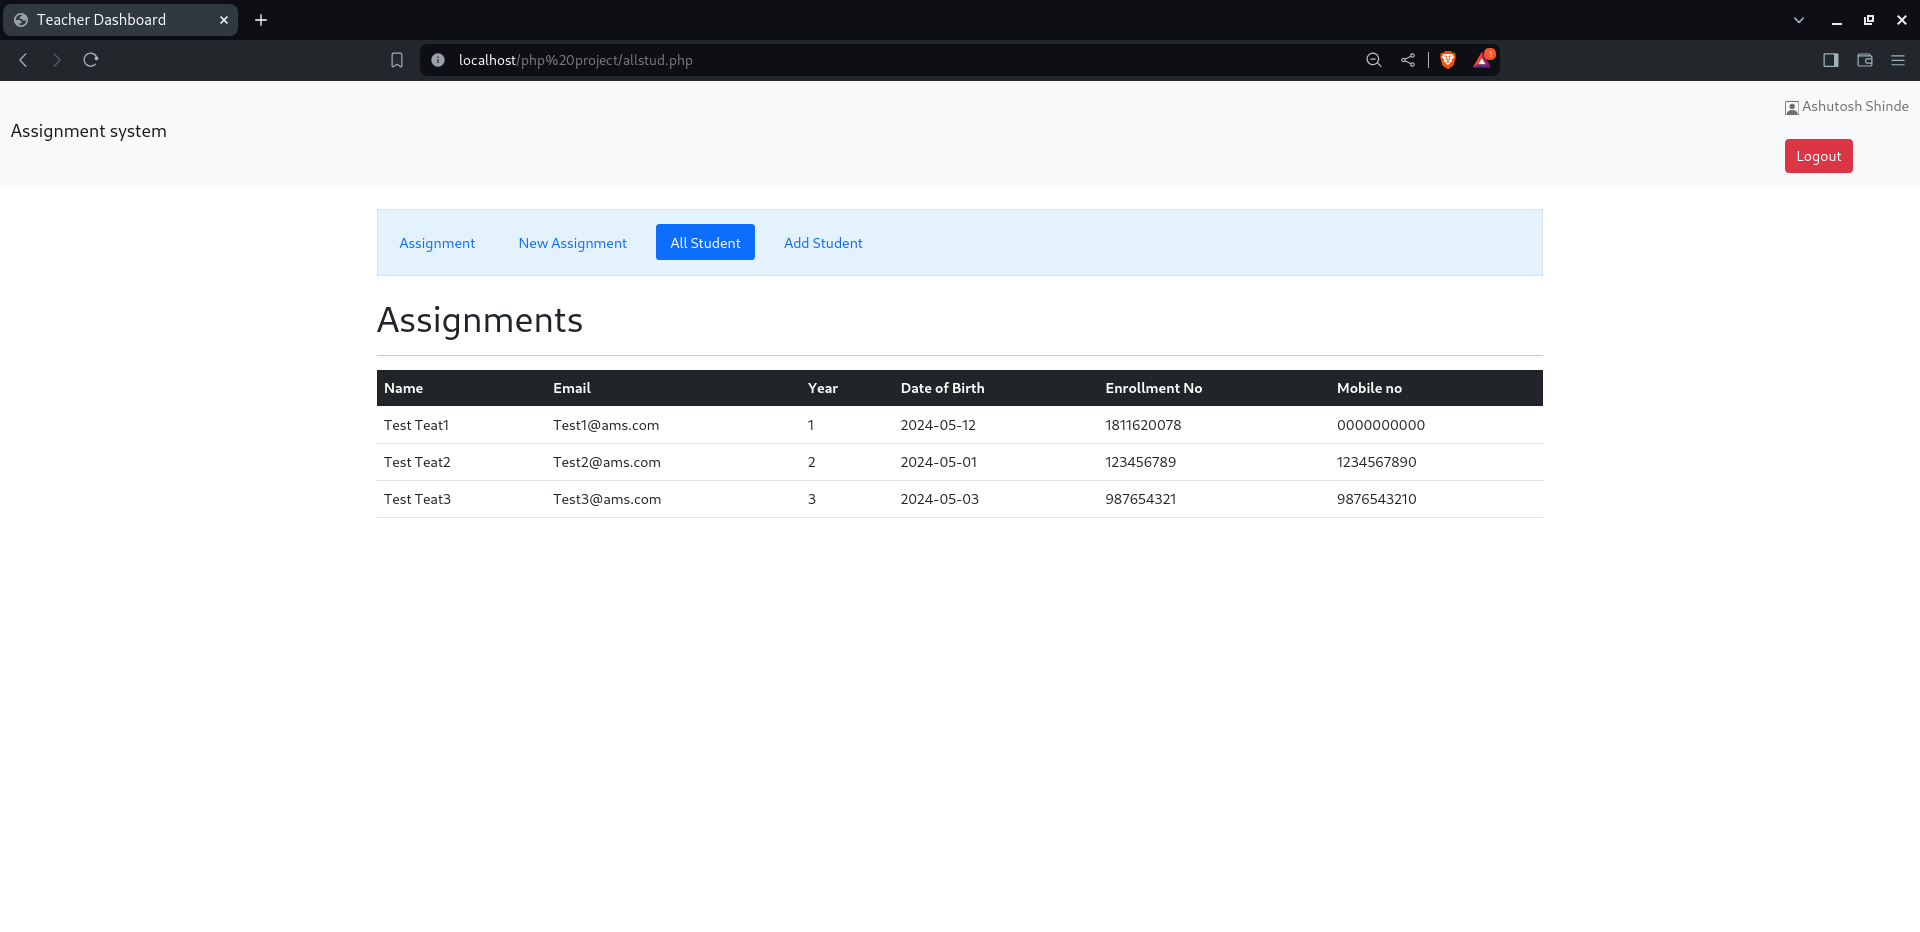 Teacher Dashboard
localhost/php%20project/allstud.php
1
Assignment system
Ashutosh Shinde
Logout
Assignment New Assignment All Student Add Student
Assignments
Name Email Year Date of Birth Enrollment No Mobile no
Test Teat1 Test1@ams.com 1 2024-05-12 1811620078 0000000000
Test Teat2 Test2@ams.com 2 2024-05-01 123456789 1234567890
Test Teat3 Test3@ams.com 3 2024-05-03 987654321 9876543210